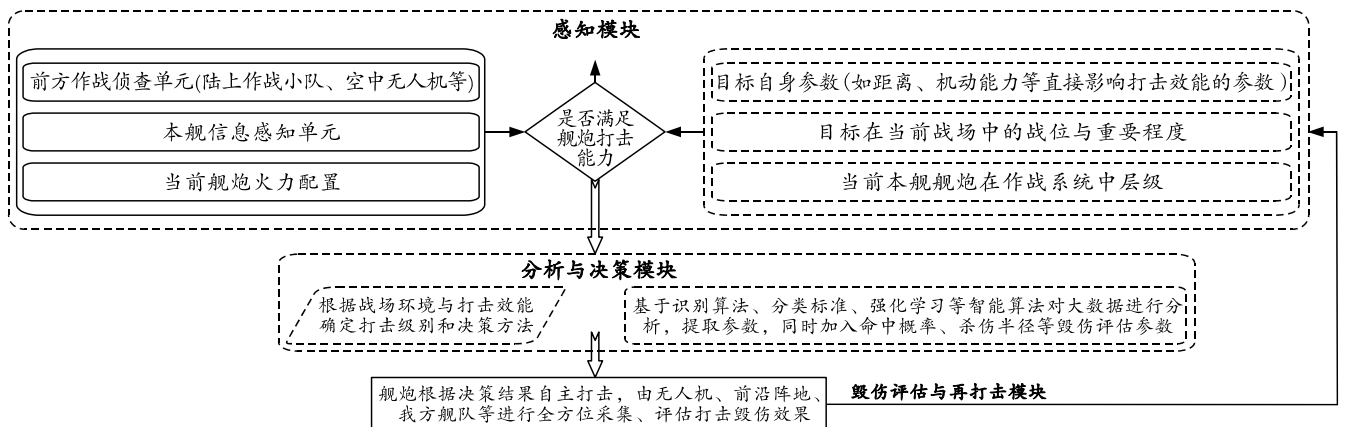 感知模块
前方作战侦查单元(陆上作战小队、空中无人机等)
本舰信息感知单元
当前舰炮火力配置
是否满足
舰炮打击
能力
目标自身参数(如距离、机动能力等直接影响打击效能的参数)
目标在当前战场中的战位与重要程度
当前本舰舰炮在作战系统中层级
分析与决策模块
根据战场环境与打击效能
确定打击级别和决策方法
基于识别算法、分类标准、强化学习等智能算法对大数据进行分
析，提取参数，同时加入命中概率、杀伤半径等毁伤评估参数
舰炮根据决策结果自主打击，由无人机、前沿阵地、
我方舰队等进行全方位采集、评估打击毁伤效果
毁伤评估与再打击模块